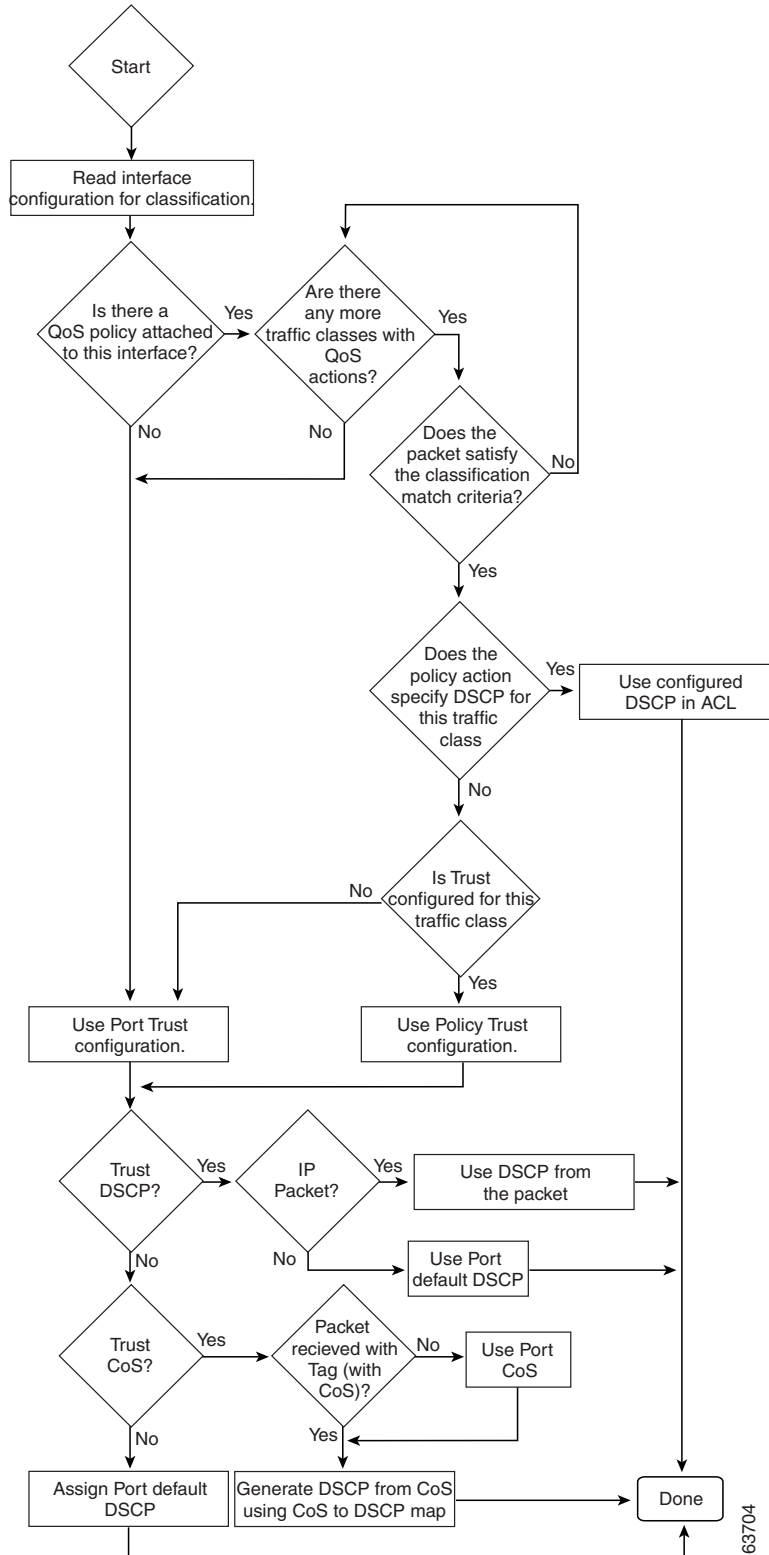 Start
Read interface
configuration for classification.
Is there a
QoS policy attached
to this interface?
Yes
No
Are there
any more
traffic classes with
QoS
actions?
Yes
No
Does the
packet satisfy
the classification
match criteria?
No
Yes
Does the
policy action
specify DSCP for
this traffic
class
Yes
Use configured
DSCP in ACL
No
Is Trust
configured for this
traffic class
No
Yes
Use Port Trust
configuration.
Use Policy Trust
configuration.
Trust
DSCP?
Yes
IP
Packet?
Yes
Use DSCP from
the packet
No
No
Use Port
default DSCP
Trust
CoS?
Yes
Packet
recieved with
Tag (with
CoS)?
No
Use Port
CoS
No
Yes
Assign Port default
DSCP
Generate DSCP from CoS
using CoS to DSCP map
Done
63704